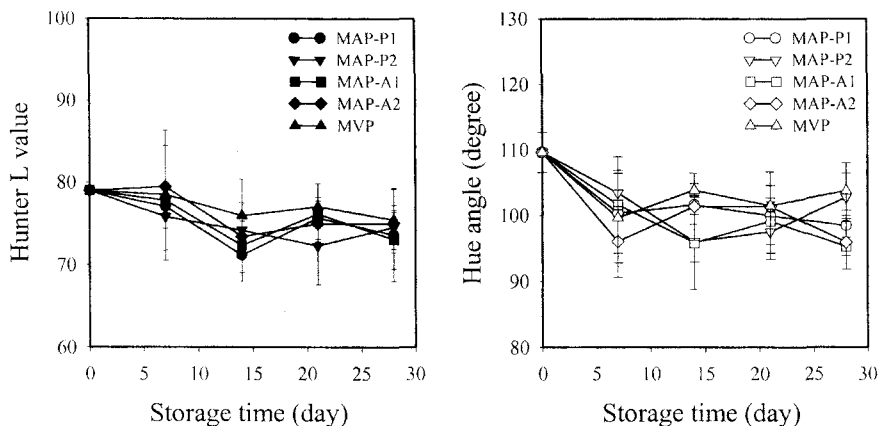 100
90
80
70
60
Hunter L value
0 5 10 15 20 25 30
Storage time (day)
MAP-P1
MAP-P2
MAP-A1
MAP-A2
MVP
130
120
110
100
90
80
Hue angle (degree)
0 5 10 15 20 25 30
Storage time (day)
MAP-P1
MAP-P2
MAP-A1
MAP-A2
MVP